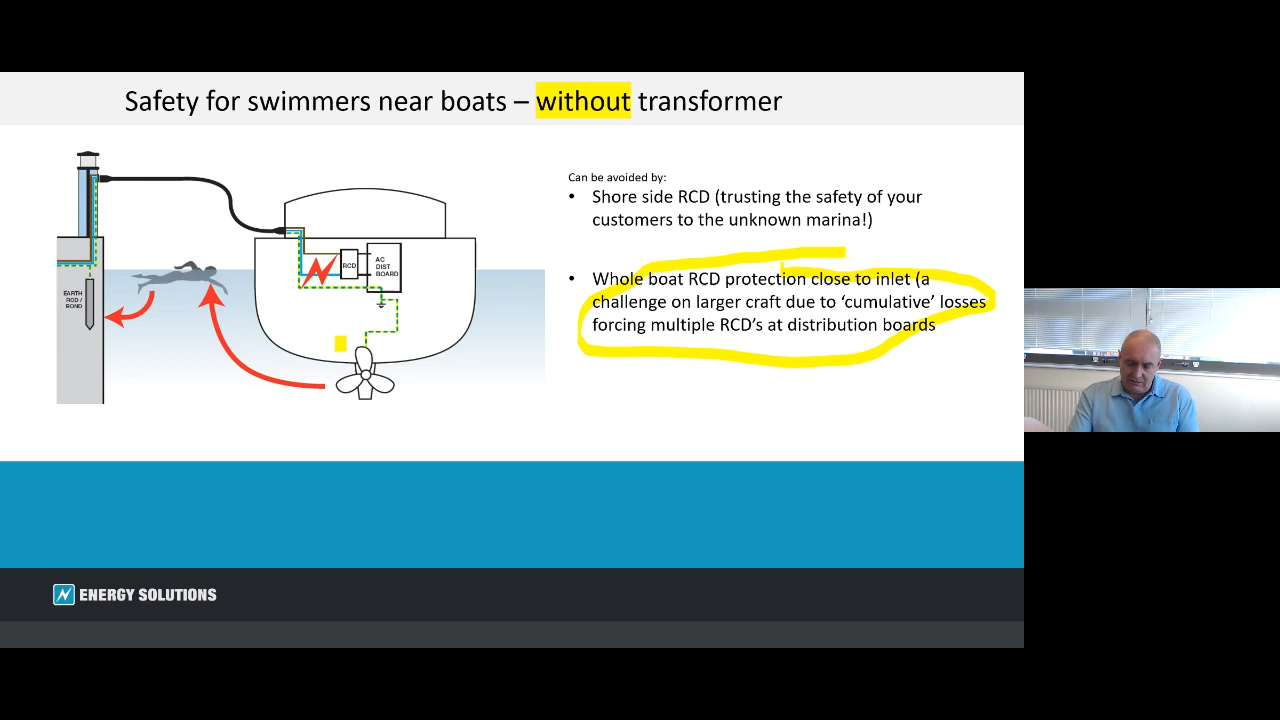 Safety for swimmers near boats – without transformer
Can be avoided by:
• Shore side RCD (trusting the safety of your
customers to the unknown marina!)
• Whole boat RCD protection close to inlet (a
challenge on larger craft due to ‘cumulative’ losses
forcing multiple RCD’s at distribution boards
RCD
AC
DIST
BOARD
EARTH
ROD /
BOND
ENERGY SOLUTIONS